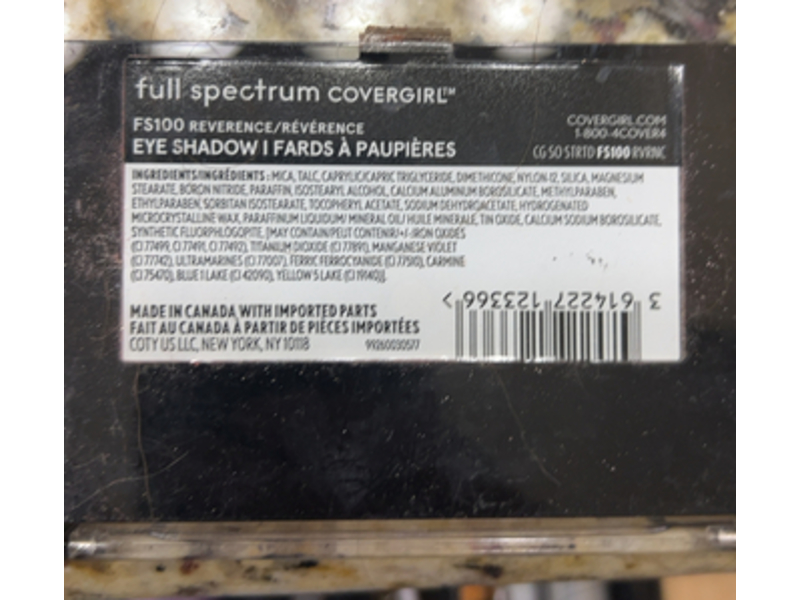 full spectrum COVERGIRL™
FS100 REVERENCE/RÉVÉRENCE
EYE SHADOW I FARDS À PAUPIÈRES
COVERGIRL.COM
1-800-4COVER4
CG SO STRTD FS100 RVRNC
INGREDIENTS/INGRÉDIENTS: MICA, TALC, CAPRYLIC/CAPRIC TRIGLYCERIDE, DIMETHICONE, NYLON-12, SILICA, MAGNESIUM
STEARATE, BORON NITRIDE, PARAFFIN, ISOSTEARYL ALCOHOL, CALCIUM ALUMINUM BOROSILICATE, METHYLPARABEN,
ETHYLPARABEN, SORBITAN ISOSTEARATE, TOCOPHERYL ACETATE, SODIUM DEHYDROACETATE, HYDROGENATED
MICROCRYSTALLINE WAX, PARAFFINUM LIQUIDUM/ MINERAL OIL/ HUILE MINERALE, TIN OXIDE, CALCIUM SODIUM BOROSILICATE,
SYNTHETIC FLUORPHLOGOPITE, [MAY CONTAIN/PEUT CONTENIR/+/-:IRON OXIDES
(CI 77499, CI 77491, CI 77492), TITANIUM DIOXIDE (CI 77891), MANGANESE VIOLET
(CI 77742), ULTRAMARINES (CI 77007), FERRIC FERROCYANIDE (CI 77510), CARMINE
(CI 75470), BLUE 1 LAKE (CI 42090), YELLOW 5 LAKE (CI 19140)].
MADE IN CANADA WITH IMPORTED PARTS
FAIT AU CANADA À PARTIR DE PIÈCES IMPORTÉES
COTY US LLC, NEW YORK, NY 10118
99260030577
3 614227 123366 >